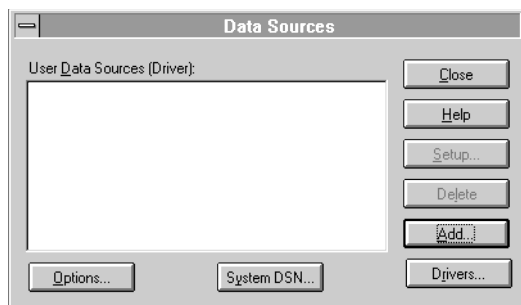 Data Sources
User Data Sources (Driver):
Close
Help
Setup...
Delete
Add...
Options...
System DSN...
Drivers...